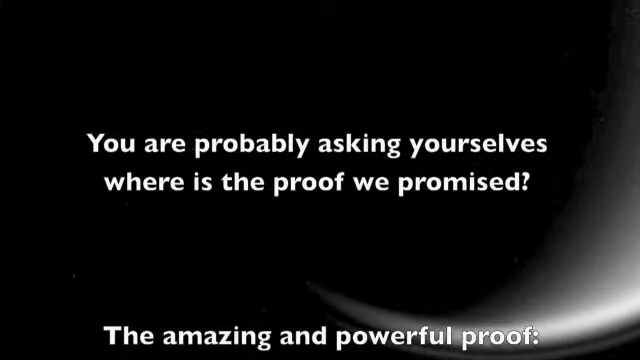 You are probably asking yourselves
where is the proof we promised?
The amazing and powerful proof: